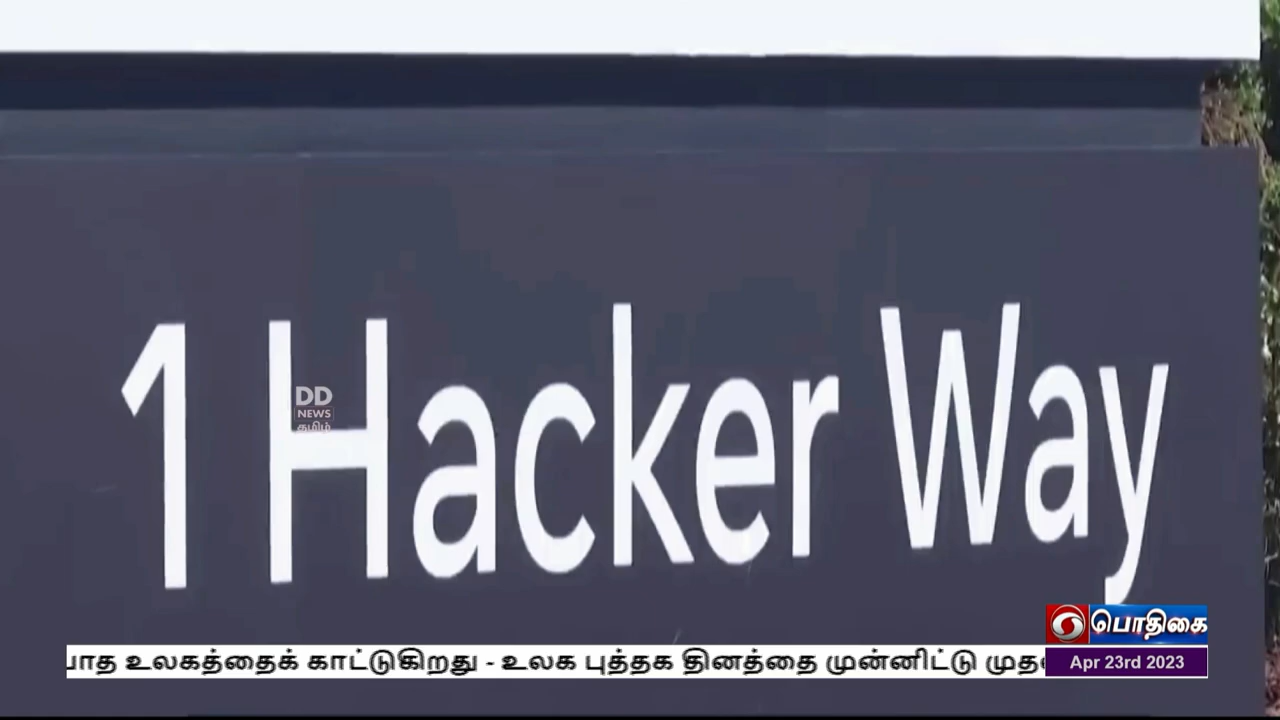 1 Hacker Way
DD
NEWS
தமிழ்
பொதிகை
உலகத்தைக் காட்டுகிறது - உலக புத்தக தினத்தை முன்னிட்டு
Apr 23rd 2023